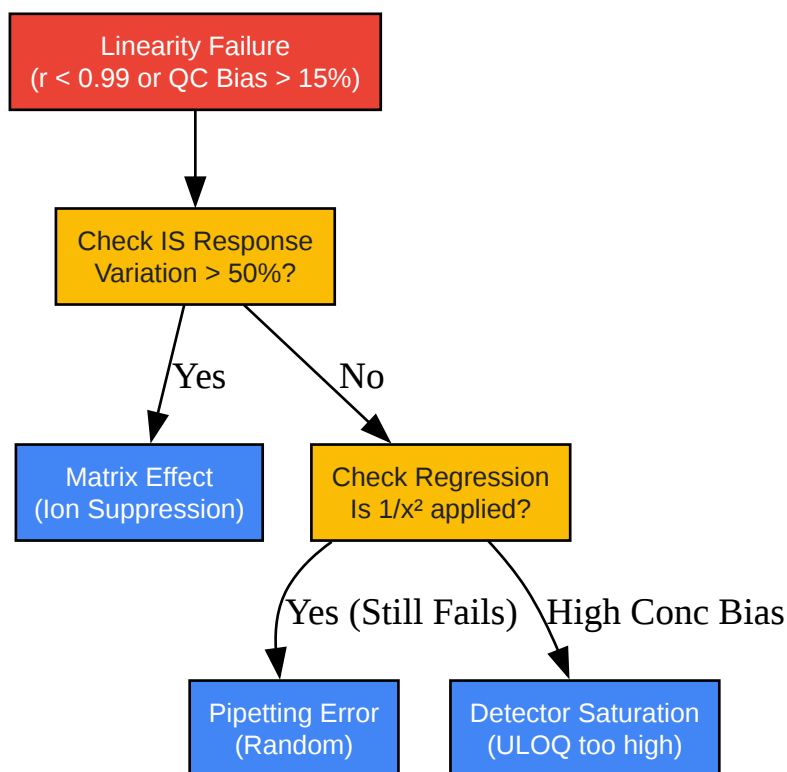 Linearity Failure
(r < 0.99 or QC Bias > 15%)
Check IS Response
Variation > 50%?
Yes
No
Matrix Effect
(Ion Suppression)
Check Regression
Is 1/x² applied?
Yes (Still Fails)
High Conc Bias
Pipetting Error
(Random)
Detector Saturation
(ULOQ too high)